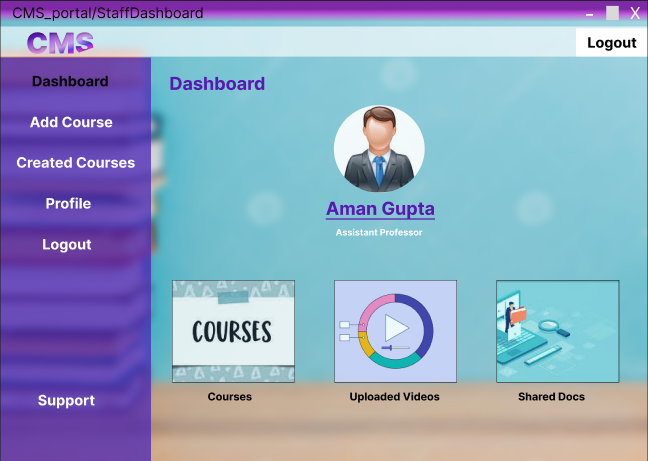 CMS_portal/StaffDashboard
– X
CMS
Logout
Dashboard
Add Course
Created Courses
Profile
Logout
Support
Dashboard
Aman Gupta
Assistant Professor
COURSES
Courses
Uploaded Videos
Shared Docs